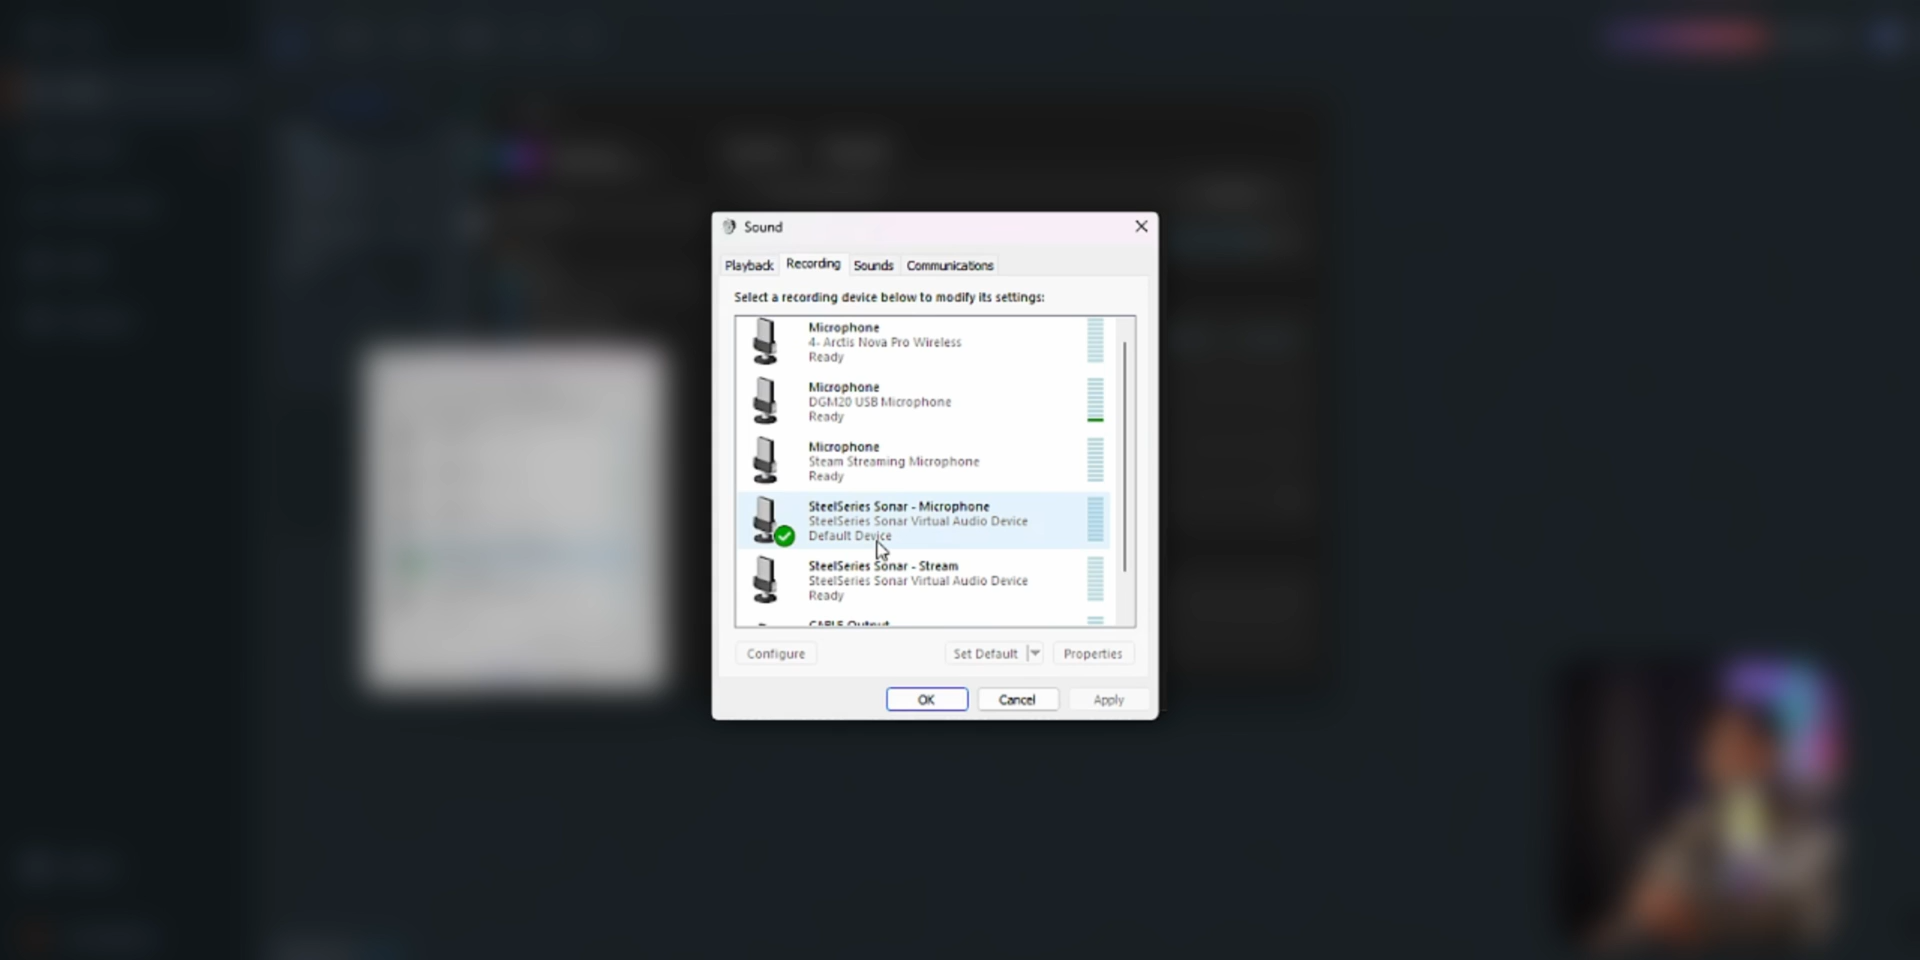 Sound
Playback
Recording
Sounds
Communications
Select a recording device below to modify its settings:
Microphone
4- Arctis Nova Pro Wireless
Ready
Microphone
DGM20 USB Microphone
Ready
Microphone
Steam Streaming Microphone
Ready
SteelSeries Sonar - Microphone
SteelSeries Sonar Virtual Audio Device
Default Device
SteelSeries Sonar - Stream
SteelSeries Sonar Virtual Audio Device
Ready
CABLE Output
Configure
Set Default
Properties
OK
Cancel
Apply